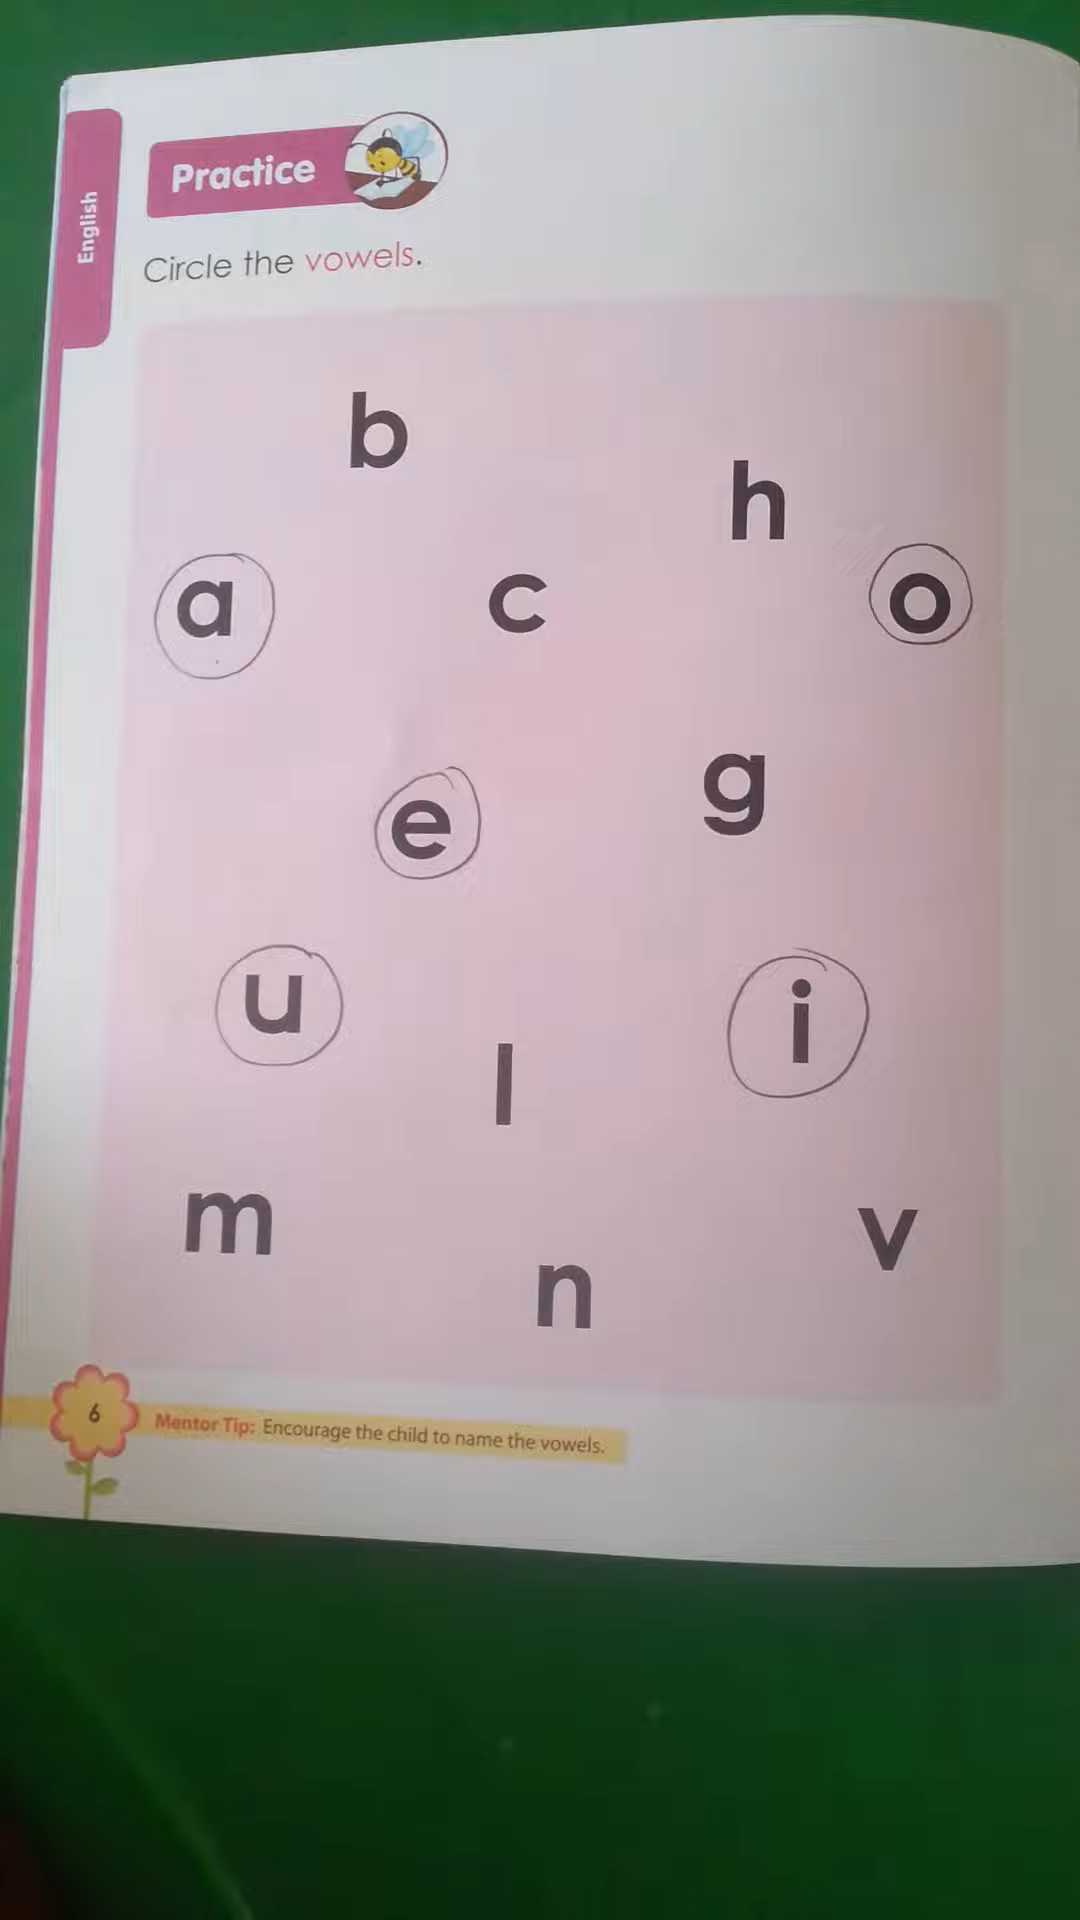 English
Practice
Circle the vowels.
b
h
a c o
e g
u i
l
m v
n
6
Mentor Tip: Encourage the child to name the vowels.